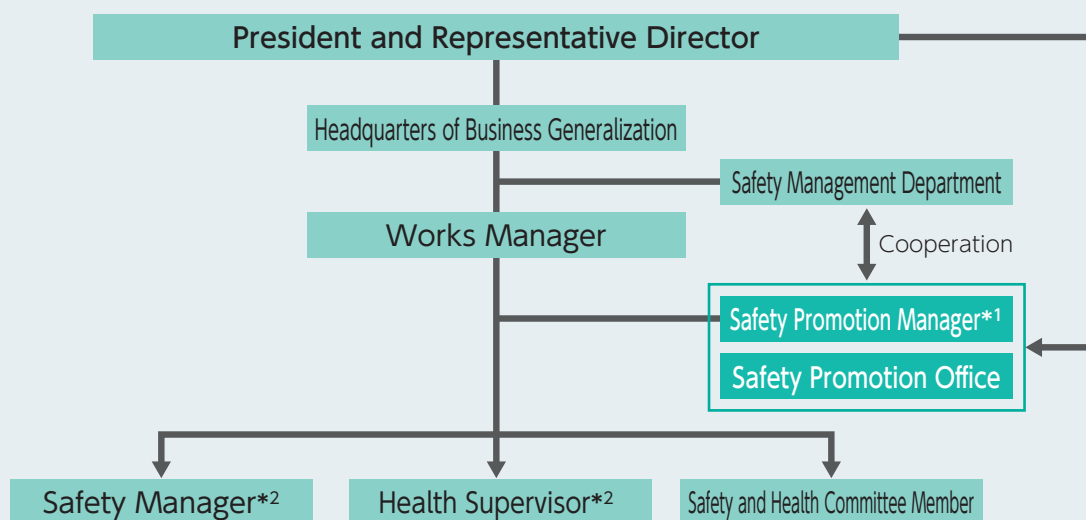 President and Representative Director
Headquarters of Business Generalization
Safety Management Department
Works Manager
Cooperation
Safety Promotion Manager*1
Safety Promotion Office
Safety Manager*2
Health Supervisor*2
Safety and Health Committee Member